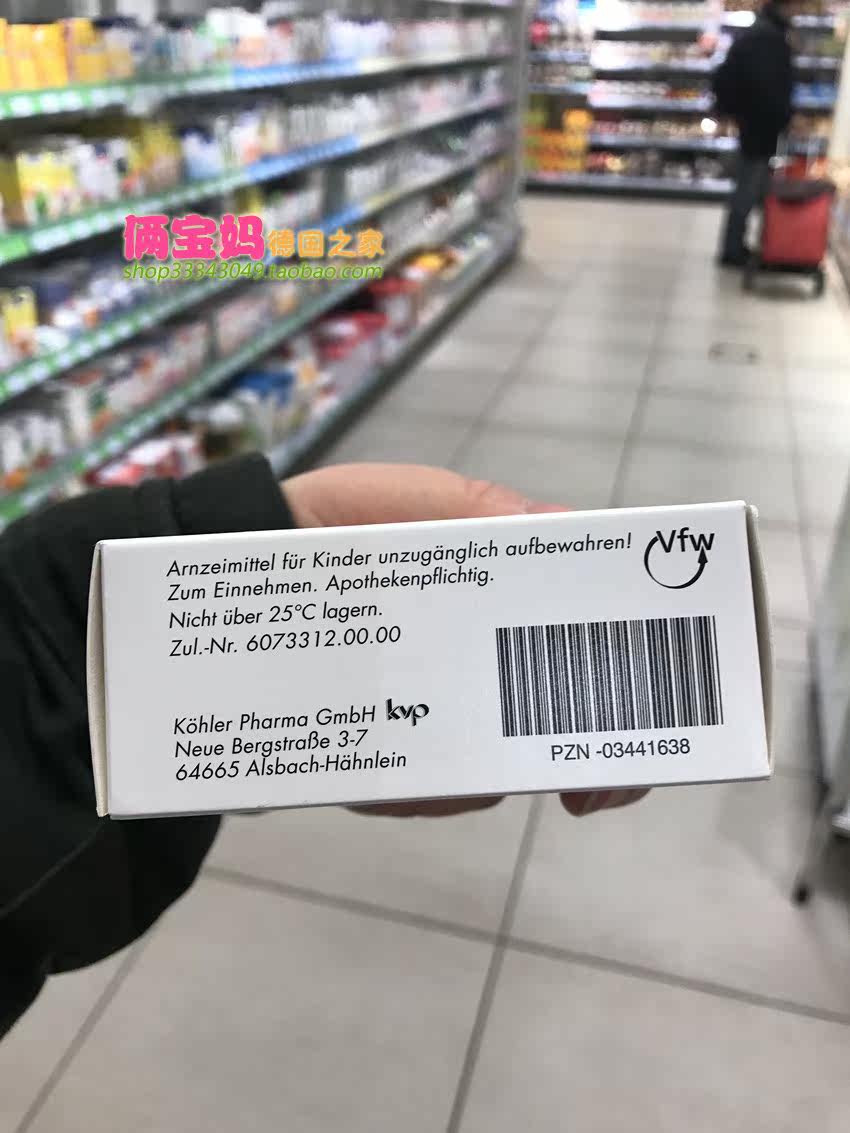 俩宝妈德国之家
shop33343049.taobao.com
Arnzeimittel für Kinder unzugänglich aufbewahren!
Zum Einnehmen. Apothekenpflichtig.
Nicht über 25°C lagern.
Zul.-Nr. 6073312.00.00
Vfw
Köhler Pharma GmbH kvp
Neue Bergstraße 3-7
64665 Alsbach-Hähnlein
PZN -03441638